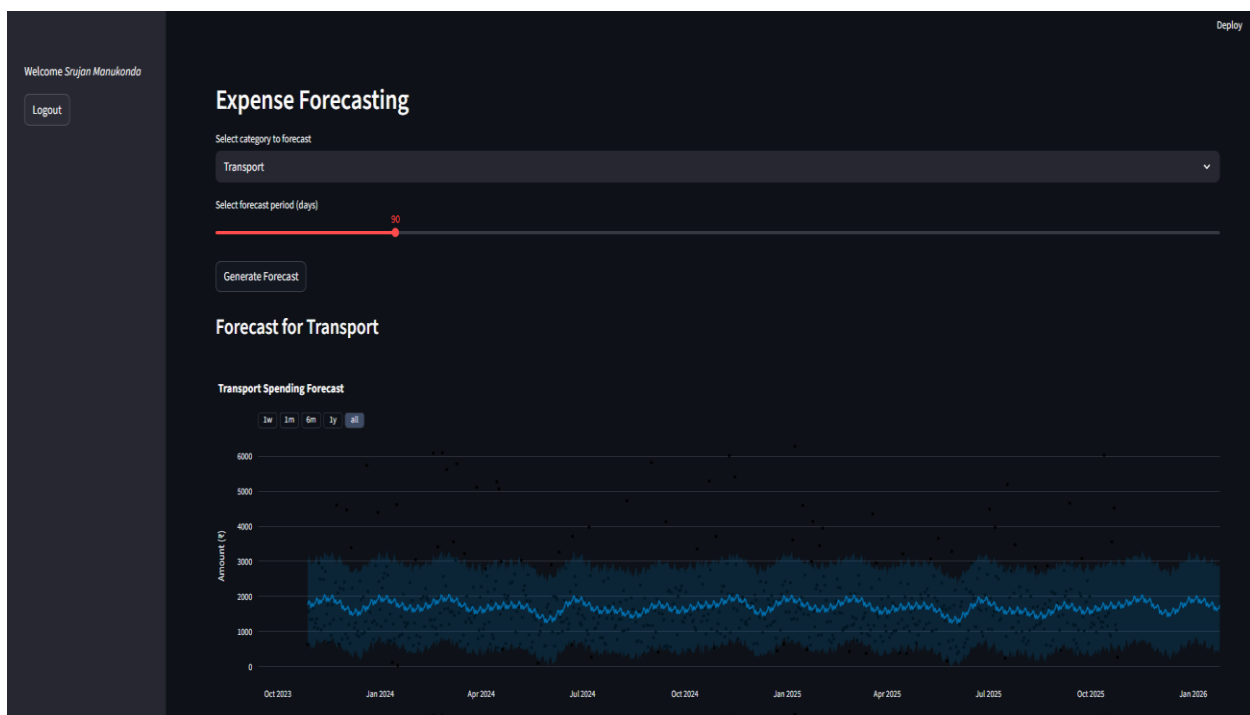 Deploy
Welcome Srujan Manukonda
Logout
Expense Forecasting
Select category to forecast
Transport
Select forecast period (days)
90
Generate Forecast
Forecast for Transport
Transport Spending Forecast
1w 1m 6m 1y all
6000
5000
4000
3000
2000
1000
0
Amount (₹)
Oct 2023 Jan 2024 Apr 2024 Jul 2024 Oct 2024 Jan 2025 Apr 2025 Jul 2025 Oct 2025 Jan 2026